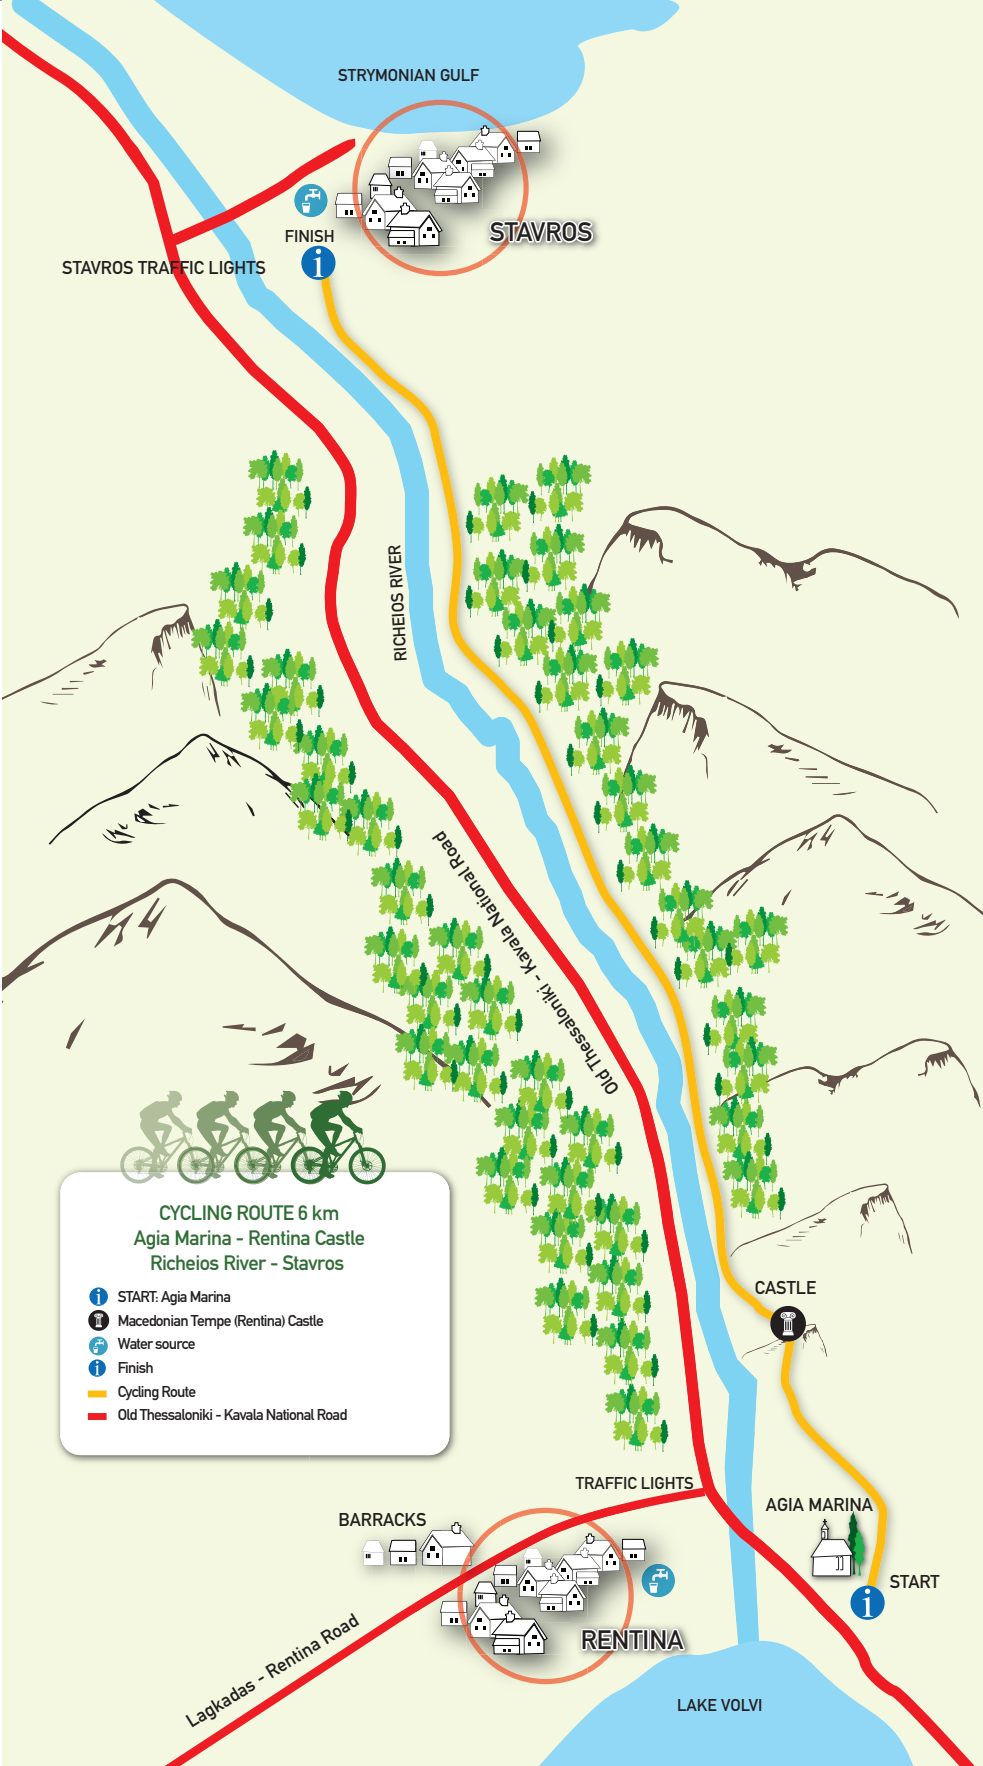 STRYMONIAN GULF
STAVROS
FINISH
STAVROS TRAFFIC LIGHTS
RICHEIOS RIVER
Old Thessaloniki - Kavala National Road
CYCLING ROUTE 6 km
Agia Marina - Rentina Castle
Richeios River - Stavros
START: Agia Marina
Macedonian Tempe (Rentina) Castle
Water source
Finish
Cycling Route
Old Thessaloniki - Kavala National Road
CASTLE
TRAFFIC LIGHTS
AGIA MARINA
BARRACKS
START
RENTINA
Lagkadas - Rentina Road
LAKE VOLVI